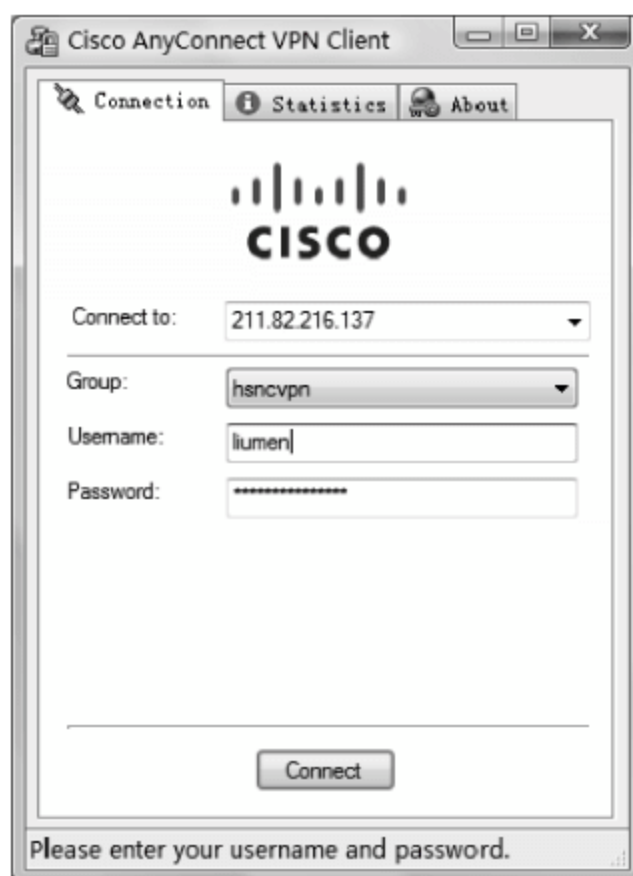 Cisco AnyConnect VPN Client
Connection Statistics About
CISCO
Connect to: 211.82.216.137
Group: hsncvpn
Username: liumen
Password: ***************
Connect
Please enter your username and password.